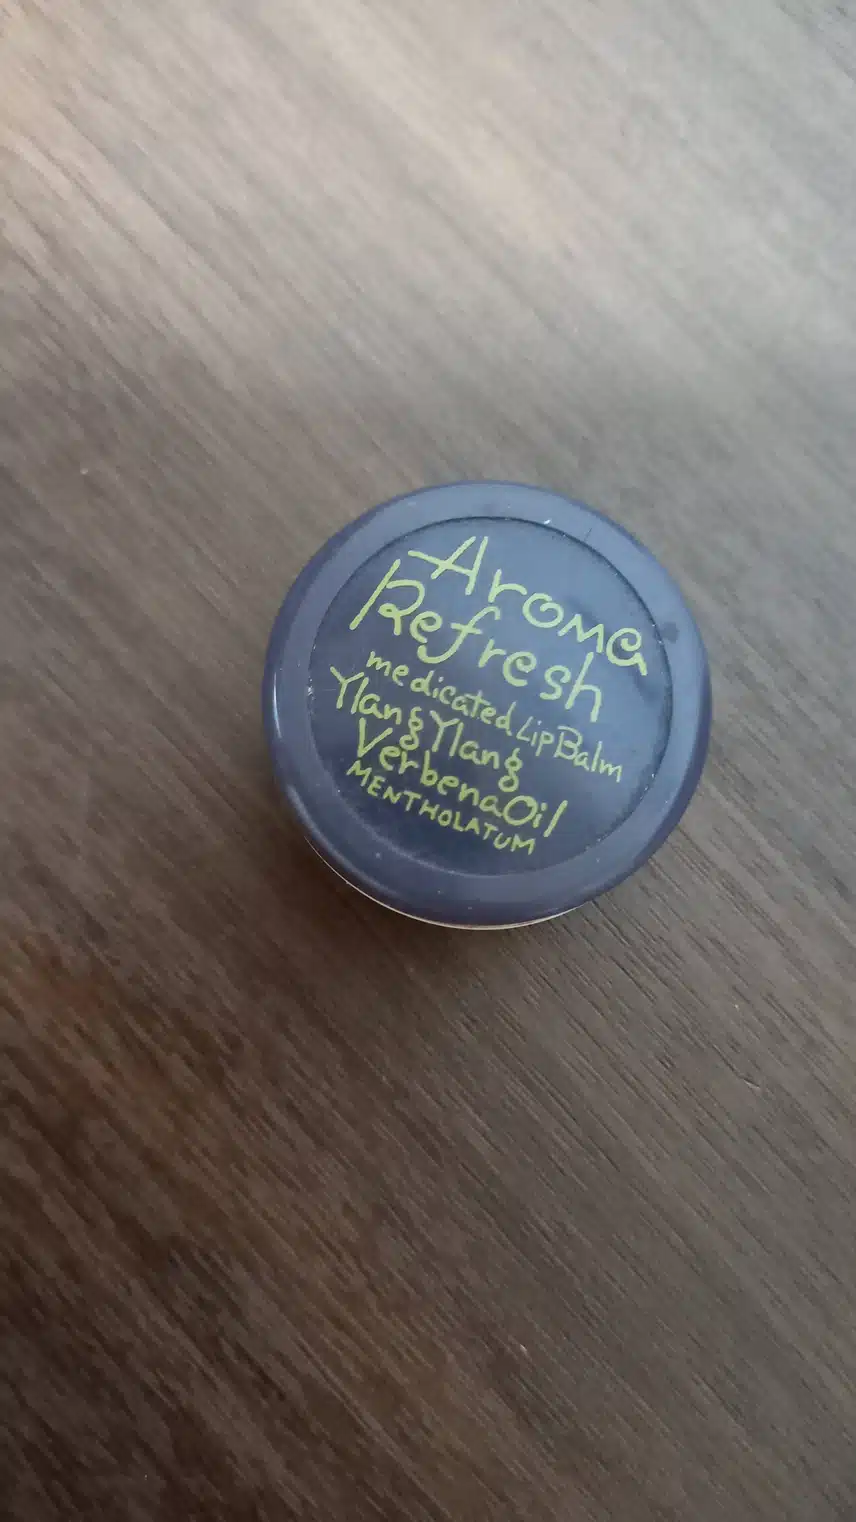 Aroma
Refresh
medicated Lip Balm
Ylang Ylang
Verbena Oil
MENTHOLATUM